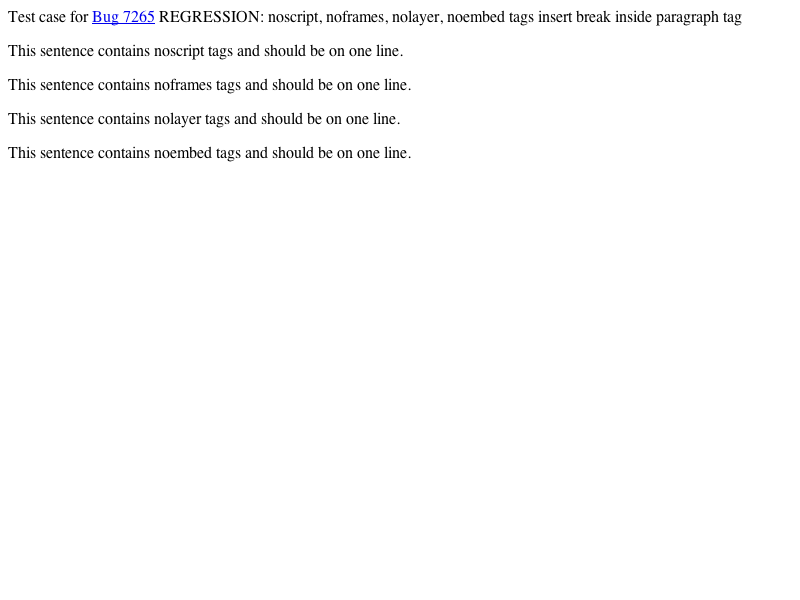 Test case for Bug 7265 REGRESSION: noscript, noframes, nolayer, noembed tags insert break inside paragraph tag
This sentence contains noscript tags and should be on one line.
This sentence contains noframes tags and should be on one line.
This sentence contains nolayer tags and should be on one line.
This sentence contains noembed tags and should be on one line.